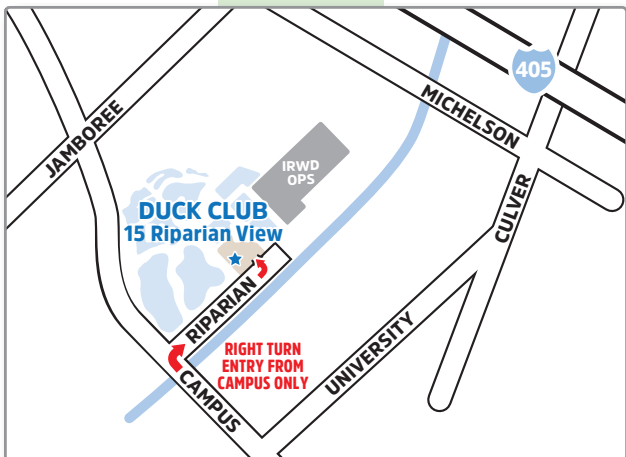 405
MICHELSON
JAMBOREE
IRWD
OPS
CULVER
DUCK CLUB
15 Riparian View
RIPARIAN
RIGHT TURN
ENTRY FROM
CAMPUS ONLY
UNIVERSITY
CAMPUS